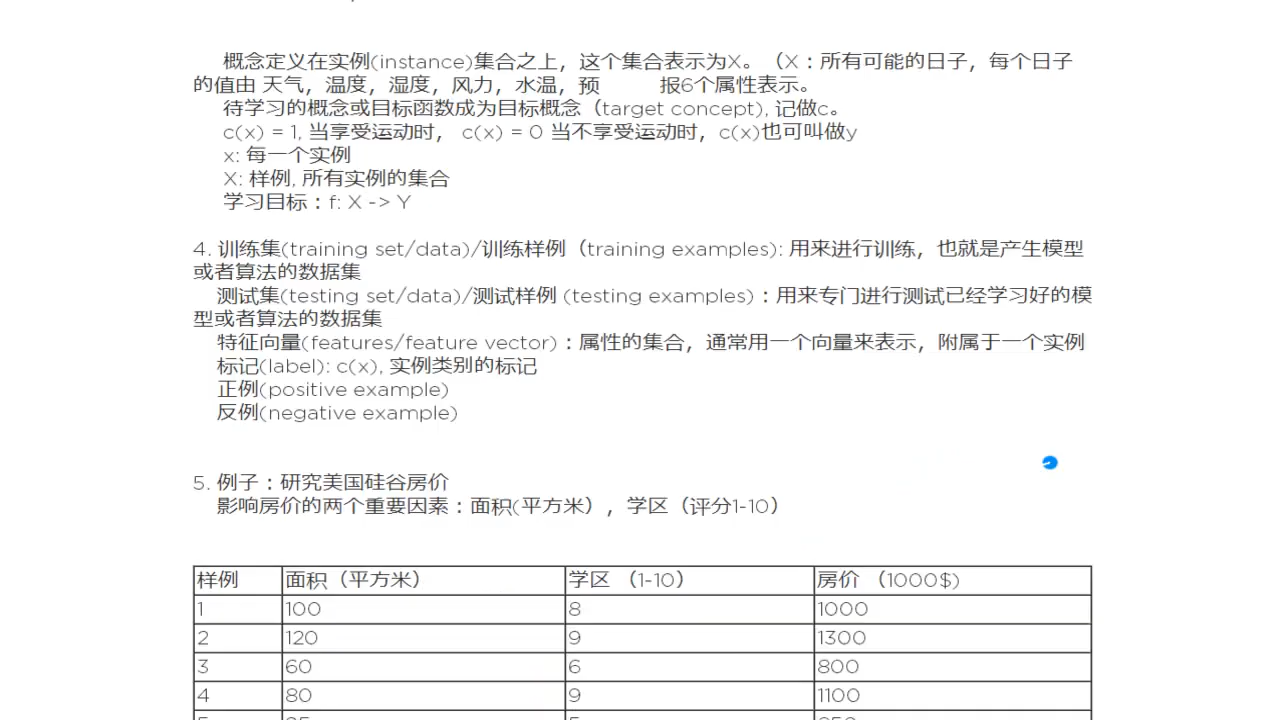 概念定义在实例(instance)集合之上，这个集合表示为X。（X：所有可能的日子，每个日子
的值由 天气，温度，湿度，风力，水温，预 报6个属性表示。
待学习的概念或目标函数成为目标概念（target concept), 记做c。
c(x) = 1, 当享受运动时， c(x) = 0 当不享受运动时，c(x)也可叫做y
x: 每一个实例
X: 样例, 所有实例的集合
学习目标：f: X -> Y
4. 训练集(training set/data)/训练样例（training examples): 用来进行训练，也就是产生模型
或者算法的数据集
测试集(testing set/data)/测试样例 (testing examples)：用来专门进行测试已经学习好的模
型或者算法的数据集
特征向量(features/feature vector)：属性的集合，通常用一个向量来表示，附属于一个实例
标记(label): c(x), 实例类别的标记
正例(positive example)
反例(negative example)
5. 例子：研究美国硅谷房价
影响房价的两个重要因素：面积(平方米），学区（评分1-10）
样例 面积（平方米） 学区 （1-10） 房价 （1000$)
1 100 8 1000
2 120 9 1300
3 60 6 800
4 80 9 1100